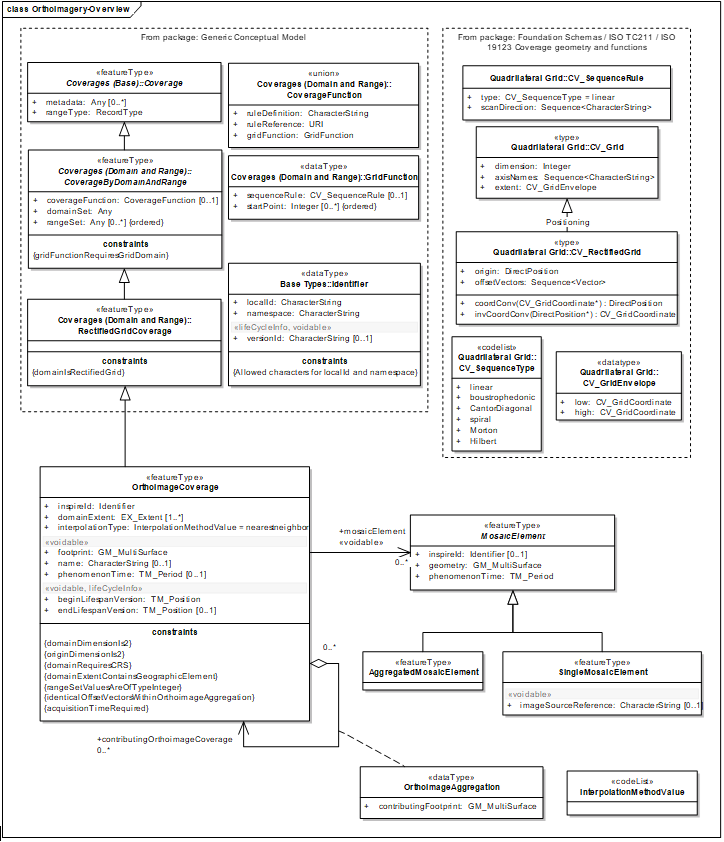 class OrthoImagery-Overview
From package: Generic Conceptual Model
«featureType»
Coverages (Base)::Coverage
+ metadata: Any [0..*]
+ rangeType: RecordType
«featureType»
Coverages (Domain and Range)::
CoverageByDomainAndRange
+ coverageFunction: CoverageFunction [0..1]
+ domainSet: Any
+ rangeSet: Any [0..*] {ordered}
constraints
{gridFunctionRequiresGridDomain}
«featureType»
Coverages (Domain and Range)::
RectifiedGridCoverage
constraints
{domainIsRectifiedGrid}
«union»
Coverages (Domain and Range)::
CoverageFunction
+ ruleDefinition: CharacterString
+ ruleReference: URI
+ gridFunction: GridFunction
«dataType»
Coverages (Domain and Range)::GridFunction
+ sequenceRule: CV_SequenceRule [0..1]
+ startPoint: Integer [0..*] {ordered}
«dataType»
Base Types::Identifier
+ localId: CharacterString
+ namespace: CharacterString
«lifeCycleInfo, voidable»
+ versionId: CharacterString [0..1]
constraints
{Allowed characters for localId and namespace}
From package: Foundation Schemas / ISO TC211 / ISO
19123 Coverage geometry and functions
Quadrilateral Grid::CV_SequenceRule
+ type: CV_SequenceType = linear
+ scanDirection: Sequence<CharacterString>
«type»
Quadrilateral Grid::CV_Grid
+ dimension: Integer
+ axisNames: Sequence<CharacterString>
+ extent: CV_GridEnvelope
Positioning
«type»
Quadrilateral Grid::CV_RectifiedGrid
+ origin: DirectPosition
+ offsetVectors: Sequence<Vector>
+ coordConv(CV_GridCoordinate*) : DirectPosition
+ invCoordConv(DirectPosition*) : CV_GridCoordinate
«codelist»
Quadrilateral Grid::
CV_SequenceType
+ linear
+ boustrophedonic
+ CantorDiagonal
+ spiral
+ Morton
+ Hilbert
«datatype»
Quadrilateral Grid::
CV_GridEnvelope
+ low: CV_GridCoordinate
+ high: CV_GridCoordinate
«featureType»
OrthoImageCoverage
+ inspireId: Identifier
+ domainExtent: EX_Extent [1..*]
+ interpolationType: InterpolationMethodValue = nearestneighbor
«voidable»
+ footprint: GM_MultiSurface
+ name: CharacterString [0..1]
+ phenomenonTime: TM_Period [0..1]
«voidable, lifeCycleInfo»
+ beginLifespanVersion: TM_Position
+ endLifespanVersion: TM_Position [0..1]
constraints
{domainDimensionIs2}
{originDimensionIs2}
{domainRequiresCRS}
{domainExtentContainsGeographicElement}
{rangeSetValuesAreOfTypeInteger}
{identicalOffsetVectorsWithinOrthoimageAggregation}
{acquisitionTimeRequired}
+mosaicElement
«voidable»
0..*
«featureType»
MosaicElement
+ inspireId: Identifier [0..1]
+ geometry: GM_MultiSurface
+ phenomenonTime: TM_Period
0..*
«featureType»
AggregatedMosaicElement
«featureType»
SingleMosaicElement
«voidable»
+ imageSourceReference: CharacterString [0..1]
+contributingOrthoimageCoverage
0..*
«dataType»
OrthoImageAggregation
+ contributingFootprint: GM_MultiSurface
«codeList»
InterpolationMethodValue